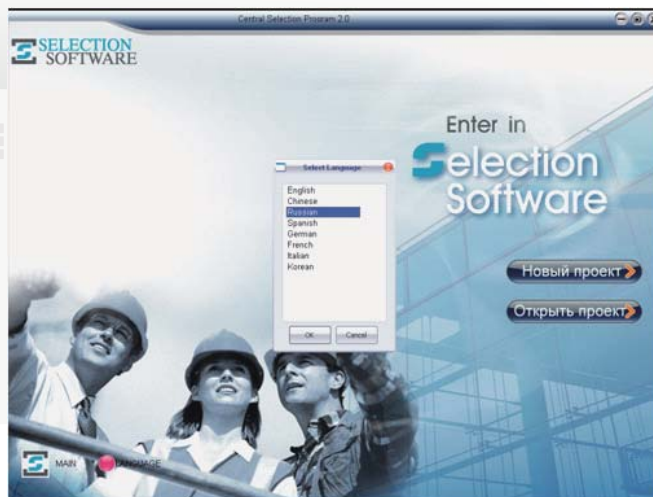 Central Selection Program 2.0
SELECTION
SOFTWARE
Enter in
Selection
Software
Select Language
English
Chinese
Russian
Spanish
German
French
Italian
Korean
OK
Cancel
Новый проект
Открыть проект
MAIN
LANGUAGE